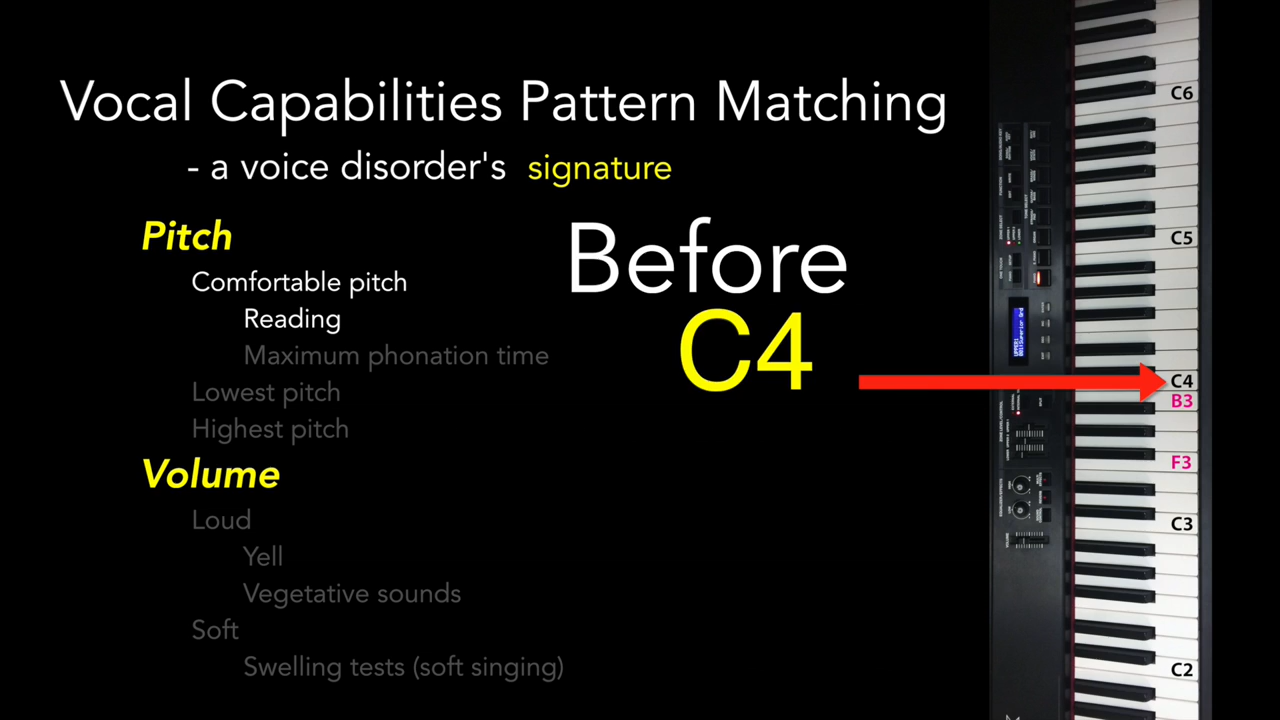 Vocal Capabilities Pattern Matching
- a voice disorder's signature
Pitch
Comfortable pitch
Reading
Maximum phonation time
Lowest pitch
Highest pitch
Volume
Loud
Yell
Vegetative sounds
Soft
Swelling tests (soft singing)
Before
C4
C6
C5
C4
B3
F3
C3
C2